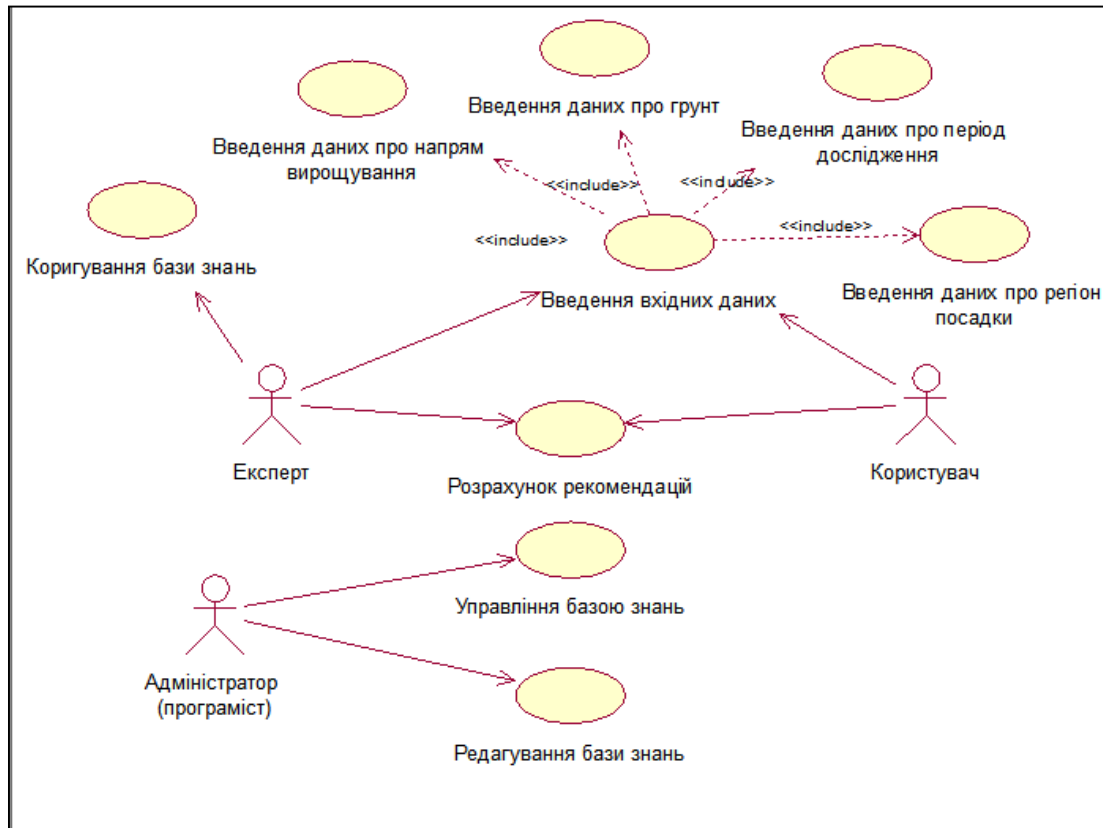 Введення даних про грунт
Введення даних про напрям
вирощування
Введення даних про період
дослідження
<<include>>
<<include>>
<<include>>
<<include>>
Коригування бази знань
Введення вхідних даних
Введення даних про регіон
посадки
Експерт
Розрахунок рекомендацій
Користувач
Управління базою знань
Адміністратор
(програміст)
Редагування бази знань